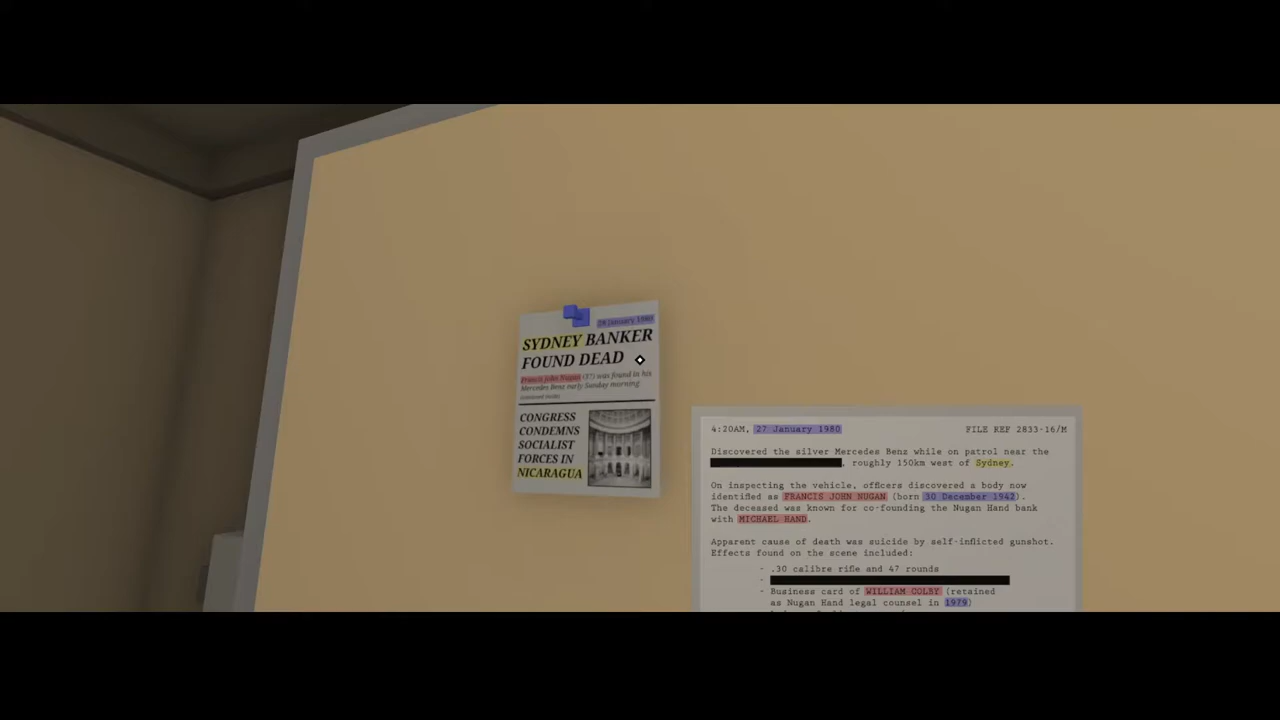 28 January 1980
SYDNEY BANKER
FOUND DEAD
Francis John Nugan (37) was found in his
Mercedes Benz early Sunday morning
CONGRESS
CONDEMNS
SOCIALIST
FORCES IN
NICARAGUA
4:20AM, 27 January 1980 FILE REF 2833-16/M
Discovered the silver Mercedes Benz while on patrol near the
, roughly 150km west of Sydney.
On inspecting the vehicle, officers discovered a body now
identified as FRANCIS JOHN NUGAN (born 30 December 1942).
The deceased was known for co-founding the Nugan Hand bank
with MICHAEL HAND.
Apparent cause of death was suicide by self-inflicted gunshot.
Effects found on the scene included:
- .30 calibre rifle and 47 rounds
-
- Business card of WILLIAM COLBY (retained
as Nugan Hand legal counsel in 1979)